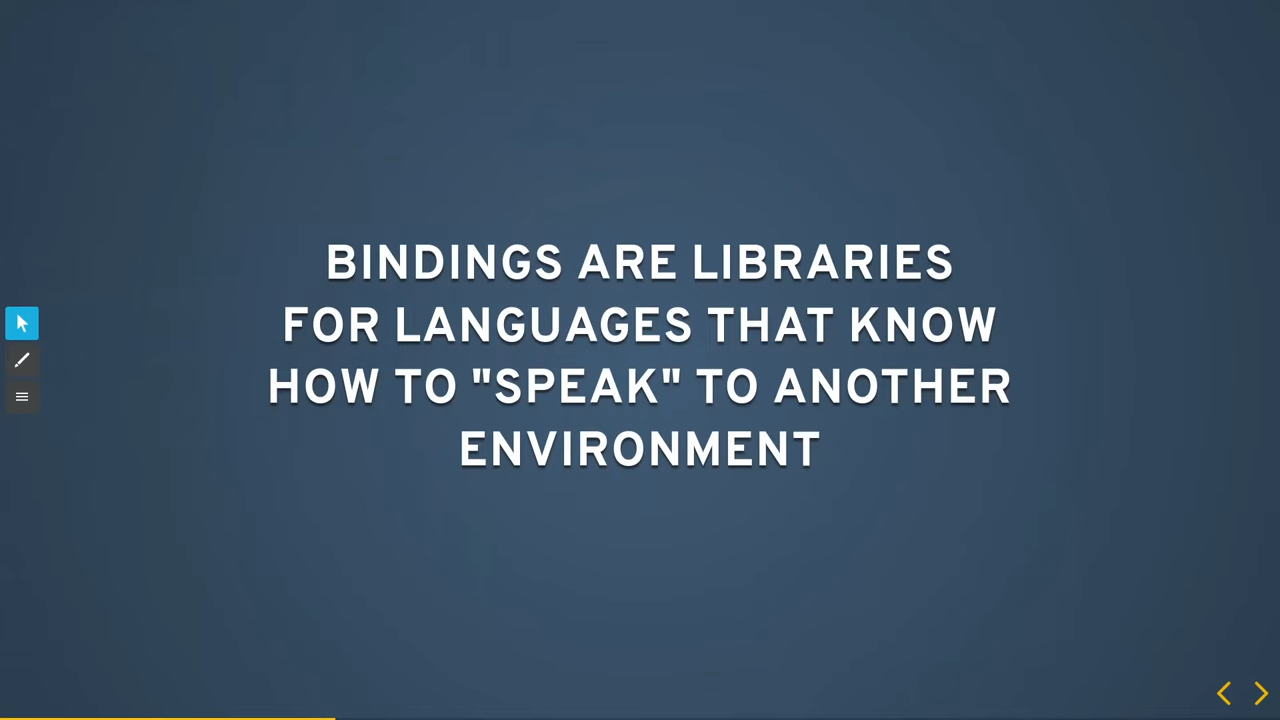 BINDINGS ARE LIBRARIES
FOR LANGUAGES THAT KNOW
HOW TO "SPEAK" TO ANOTHER
ENVIRONMENT